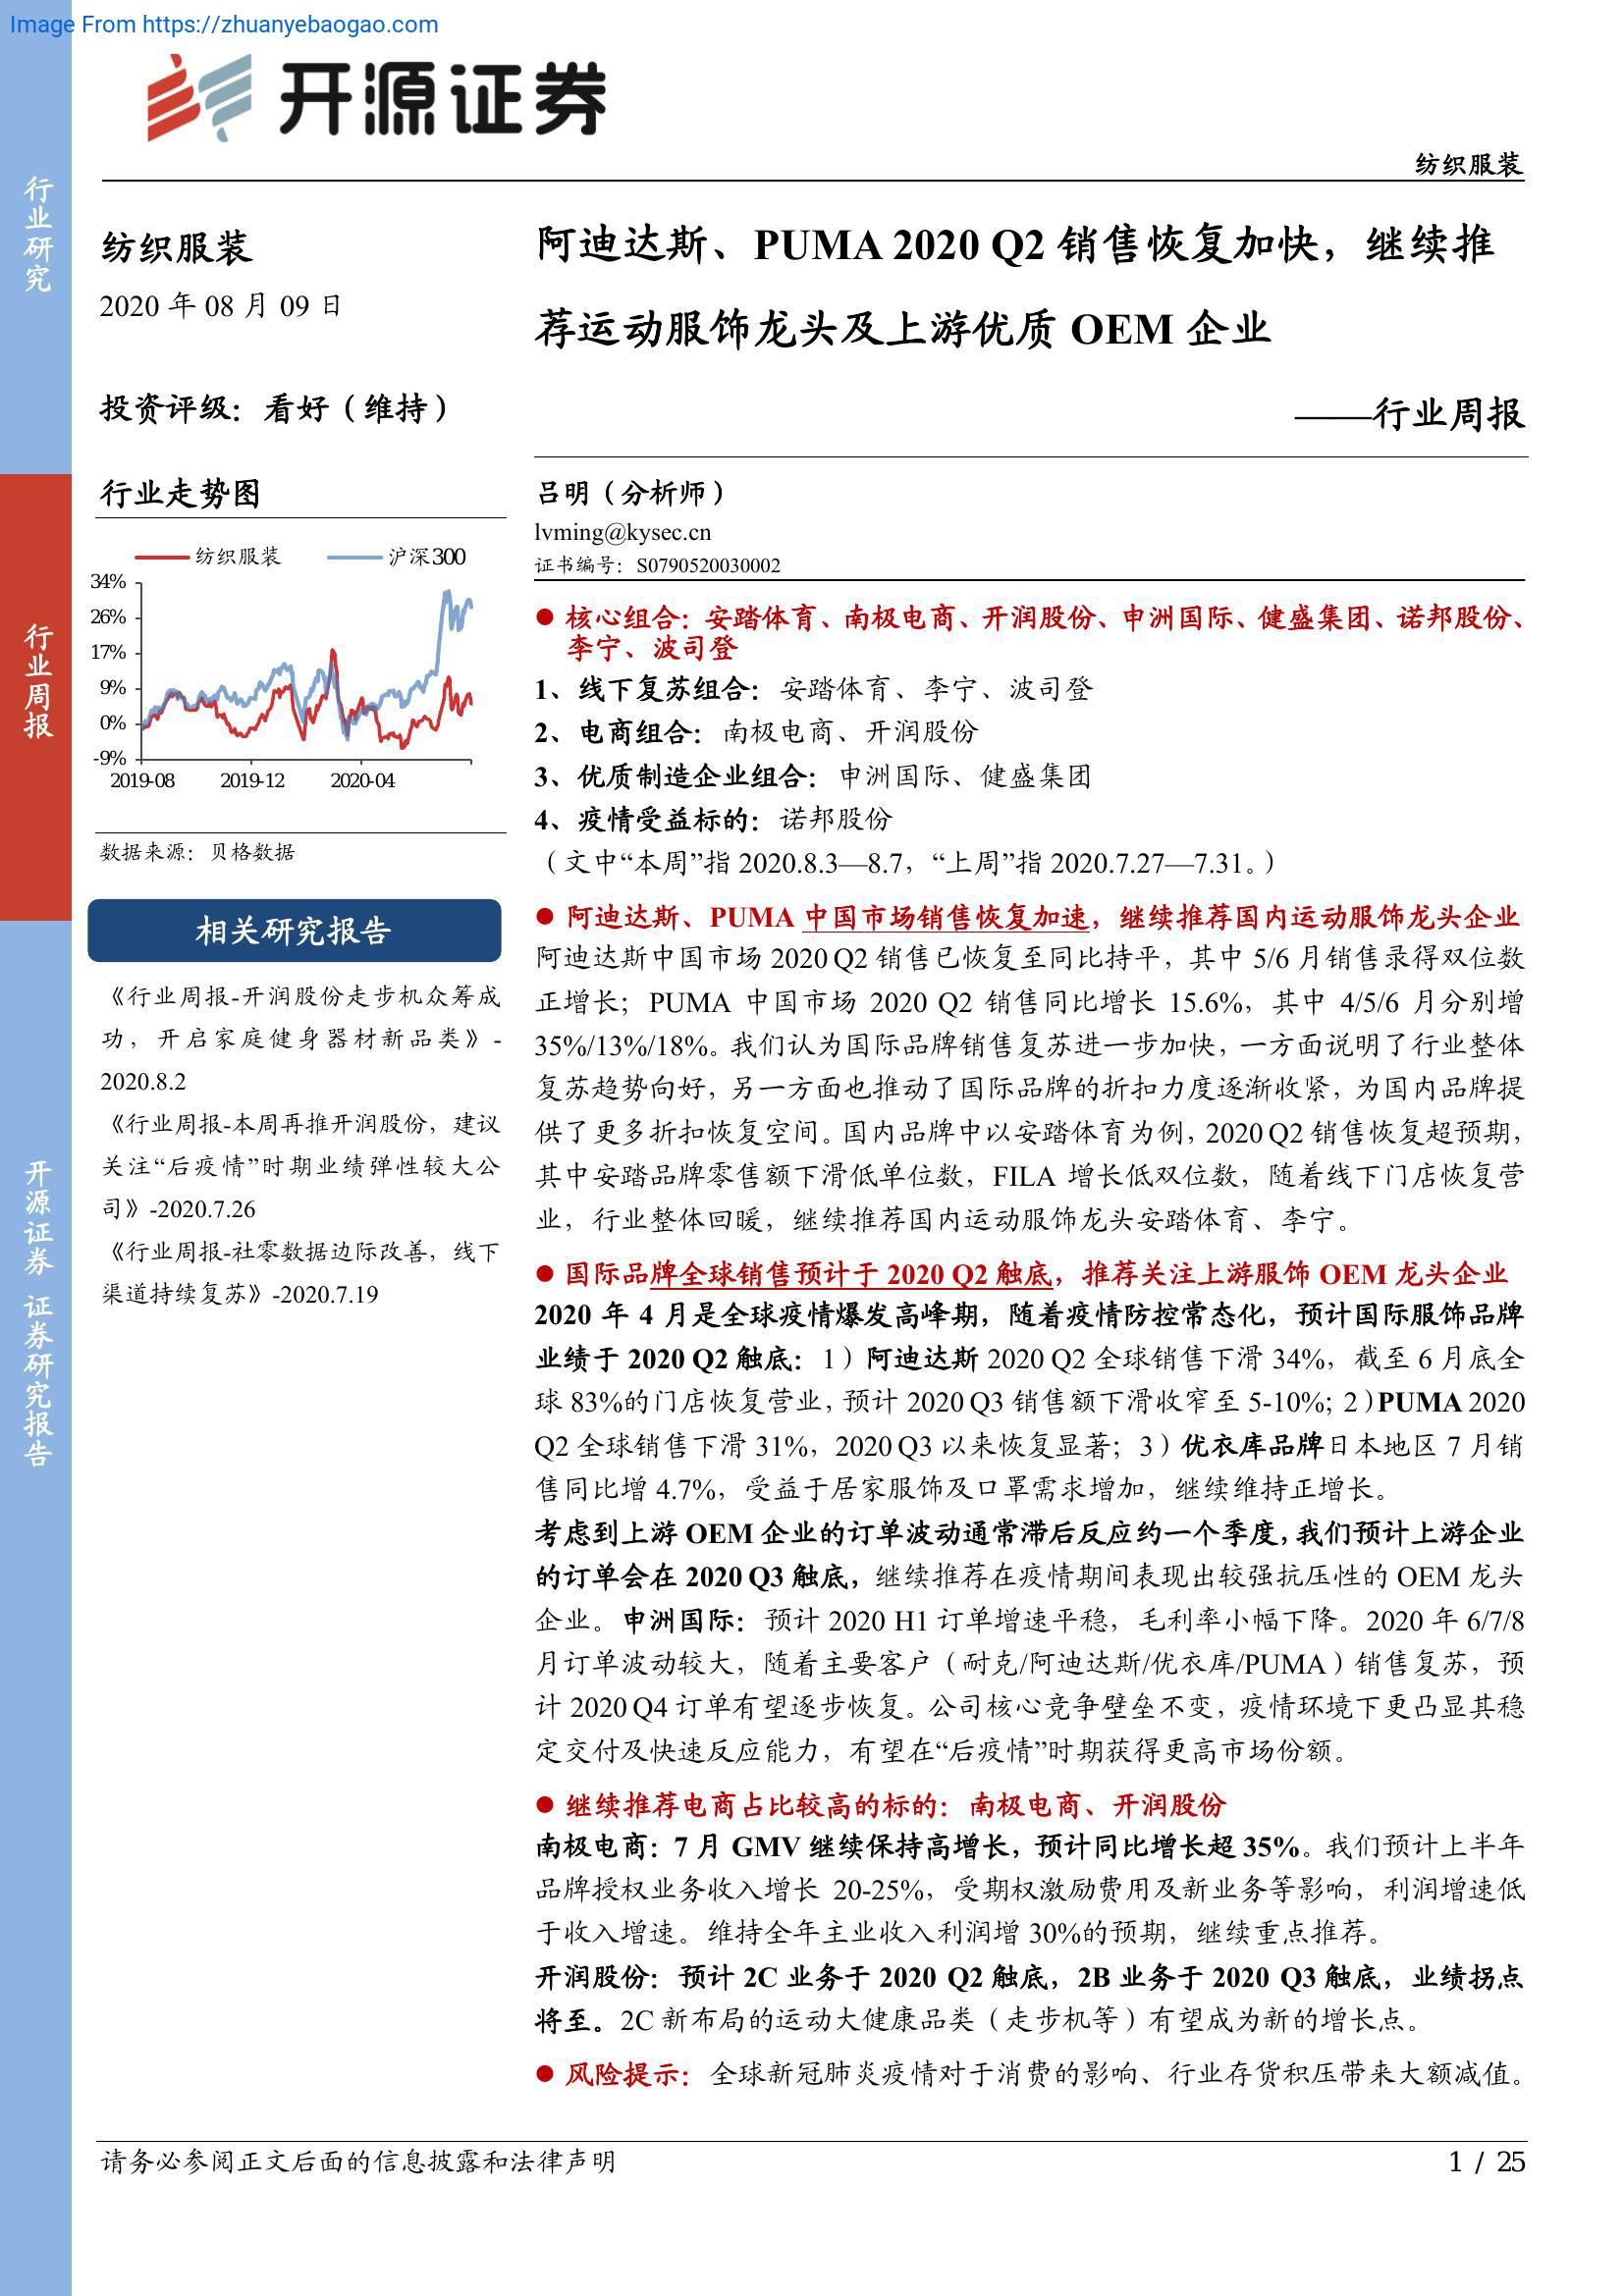 Image From https://zhuanyebaogao.com
开源证券
纺织服装
行业研究
行业周报
开源证券 证券研究报告
纺织服装
2020 年 08 月 09 日
投资评级：看好（维持）
行业走势图
纺织服装
沪深300
34%
26%
17%
9%
0%
-9%
2019-08
2019-12
2020-04
数据来源：贝格数据
相关研究报告
《行业周报-开润股份走步机众筹成
功，开启家庭健身器材新品类》-
2020.8.2
《行业周报-本周再推开润股份，建议
关注“后疫情”时期业绩弹性较大公
司》-2020.7.26
《行业周报-社零数据边际改善，线下
渠道持续复苏》-2020.7.19
阿迪达斯、PUMA 2020 Q2 销售恢复加快，继续推
荐运动服饰龙头及上游优质 OEM 企业
——行业周报
吕明（分析师）
lvming@kysec.cn
证书编号：S0790520030002
● 核心组合：安踏体育、南极电商、开润股份、申洲国际、健盛集团、诺邦股份、
李宁、波司登
1、线下复苏组合：安踏体育、李宁、波司登
2、电商组合：南极电商、开润股份
3、优质制造企业组合：申洲国际、健盛集团
4、疫情受益标的：诺邦股份
（文中“本周”指 2020.8.3—8.7，“上周”指 2020.7.27—7.31。）
● 阿迪达斯、PUMA 中国市场销售恢复加速，继续推荐国内运动服饰龙头企业
阿迪达斯中国市场 2020 Q2 销售已恢复至同比持平，其中 5/6 月销售录得双位数
正增长；PUMA 中国市场 2020 Q2 销售同比增长 15.6%，其中 4/5/6 月分别增
35%/13%/18%。我们认为国际品牌销售复苏进一步加快，一方面说明了行业整体
复苏趋势向好，另一方面也推动了国际品牌的折扣力度逐渐收紧，为国内品牌提
供了更多折扣恢复空间。国内品牌中以安踏体育为例，2020 Q2 销售恢复超预期，
其中安踏品牌零售额下滑低单位数，FILA 增长低双位数，随着线下门店恢复营
业，行业整体回暖，继续推荐国内运动服饰龙头安踏体育、李宁。
● 国际品牌全球销售预计于 2020 Q2 触底，推荐关注上游服饰 OEM 龙头企业
2020 年 4 月是全球疫情爆发高峰期，随着疫情防控常态化，预计国际服饰品牌
业绩于 2020 Q2 触底：1）阿迪达斯 2020 Q2 全球销售下滑 34%，截至 6 月底全
球 83%的门店恢复营业，预计 2020 Q3 销售额下滑收窄至 5-10%；2）PUMA 2020
Q2 全球销售下滑 31%，2020 Q3 以来恢复显著；3）优衣库品牌日本地区 7 月销
售同比增 4.7%，受益于居家服饰及口罩需求增加，继续维持正增长。
考虑到上游 OEM 企业的订单波动通常滞后反应约一个季度，我们预计上游企业
的订单会在 2020 Q3 触底，继续推荐在疫情期间表现出较强抗压性的 OEM 龙头
企业。申洲国际：预计 2020 H1 订单增速平稳，毛利率小幅下降。2020 年 6/7/8
月订单波动较大，随着主要客户（耐克/阿迪达斯/优衣库/PUMA）销售复苏，预
计 2020 Q4 订单有望逐步恢复。公司核心竞争壁垒不变，疫情环境下更凸显其稳
定交付及快速反应能力，有望在“后疫情”时期获得更高市场份额。
● 继续推荐电商占比较高的标的：南极电商、开润股份
南极电商：7 月 GMV 继续保持高增长，预计同比增长超 35%。我们预计上半年
品牌授权业务收入增长 20-25%，受期权激励费用及新业务等影响，利润增速低
于收入增速。维持全年主业收入利润增 30%的预期，继续重点推荐。
开润股份：预计 2C 业务于 2020 Q2 触底，2B 业务于 2020 Q3 触底，业绩拐点
将至。2C 新布局的运动大健康品类（走步机等）有望成为新的增长点。
● 风险提示：全球新冠肺炎疫情对于消费的影响、行业存货积压带来大额减值。
请务必参阅正文后面的信息披露和法律声明
1 / 25